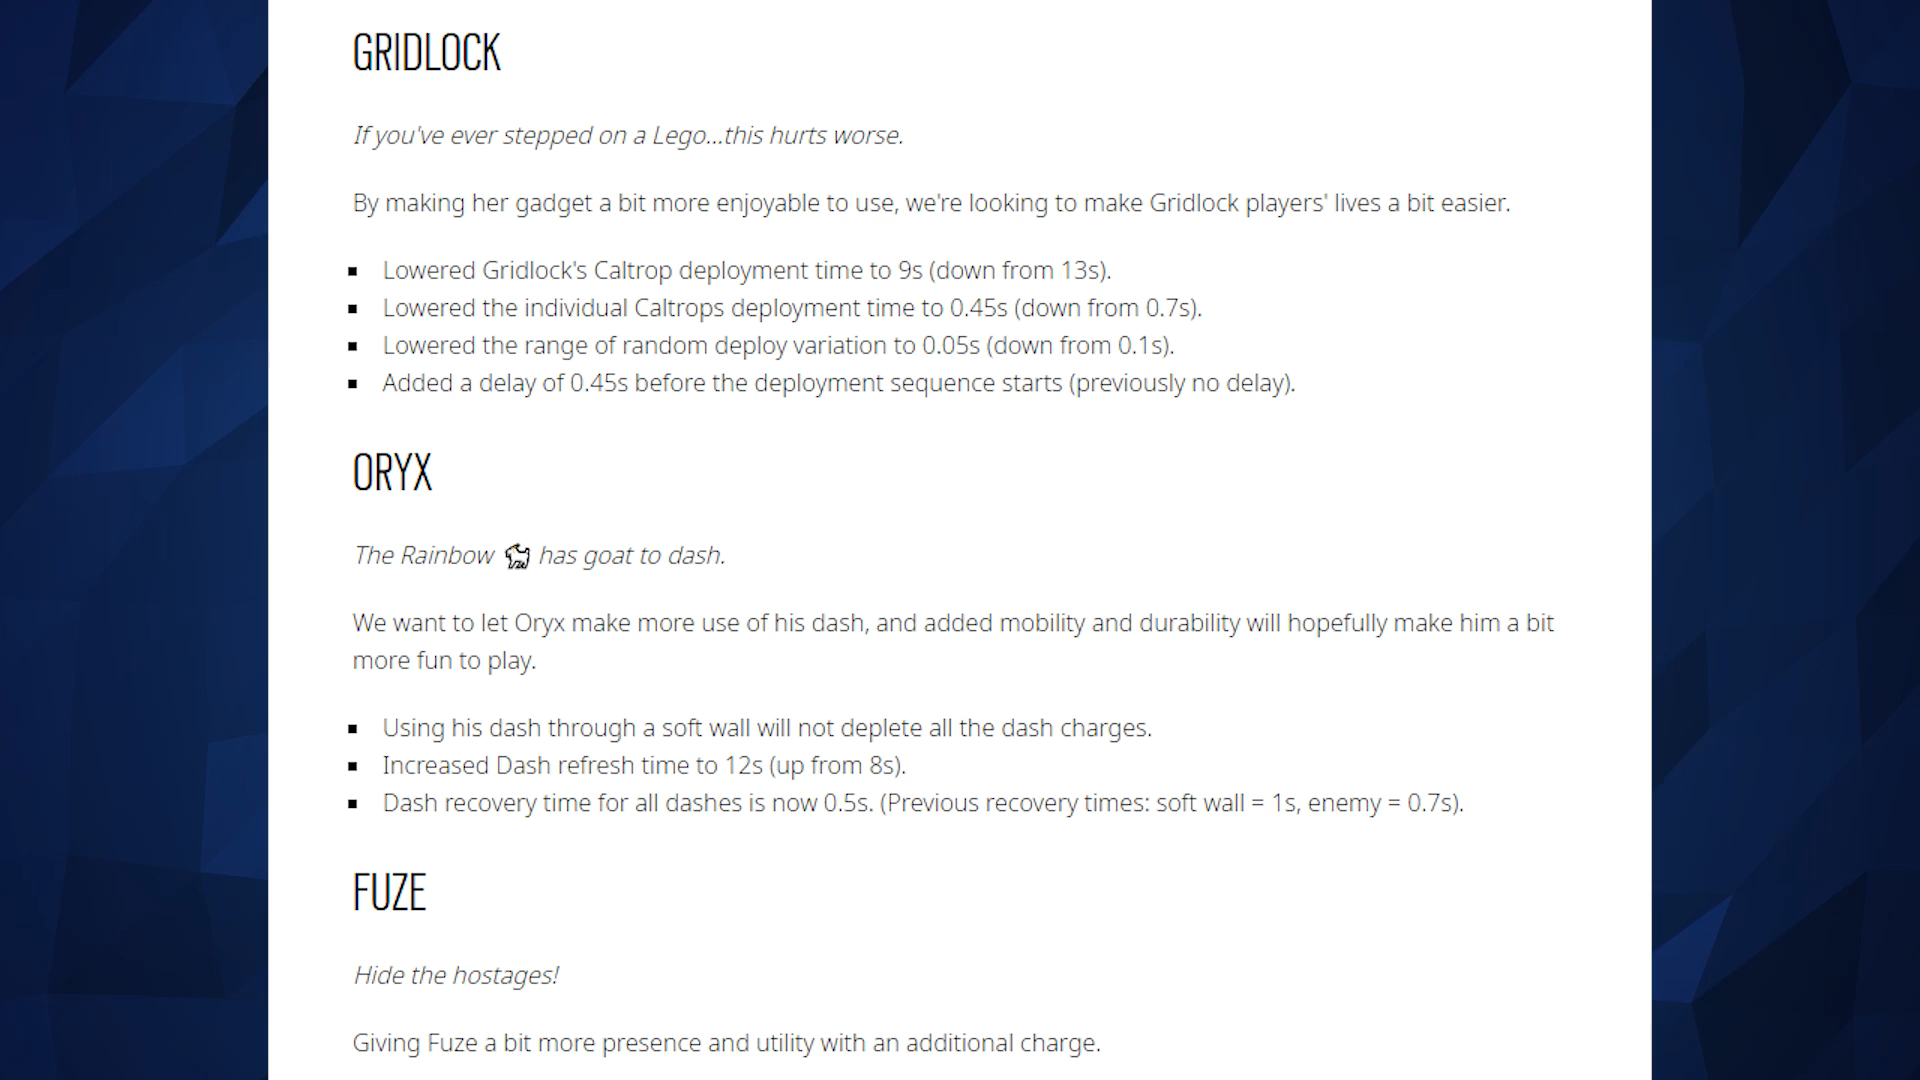 GRIDLOCK
If you've ever stepped on a Lego...this hurts worse.
By making her gadget a bit more enjoyable to use, we're looking to make Gridlock players' lives a bit easier.
▪ Lowered Gridlock's Caltrop deployment time to 9s (down from 13s).
▪ Lowered the individual Caltrops deployment time to 0.45s (down from 0.7s).
▪ Lowered the range of random deploy variation to 0.05s (down from 0.1s).
▪ Added a delay of 0.45s before the deployment sequence starts (previously no delay).
ORYX
The Rainbow 🐐 has goat to dash.
We want to let Oryx make more use of his dash, and added mobility and durability will hopefully make him a bit
more fun to play.
▪ Using his dash through a soft wall will not deplete all the dash charges.
▪ Increased Dash refresh time to 12s (up from 8s).
▪ Dash recovery time for all dashes is now 0.5s. (Previous recovery times: soft wall = 1s, enemy = 0.7s).
FUZE
Hide the hostages!
Giving Fuze a bit more presence and utility with an additional charge.